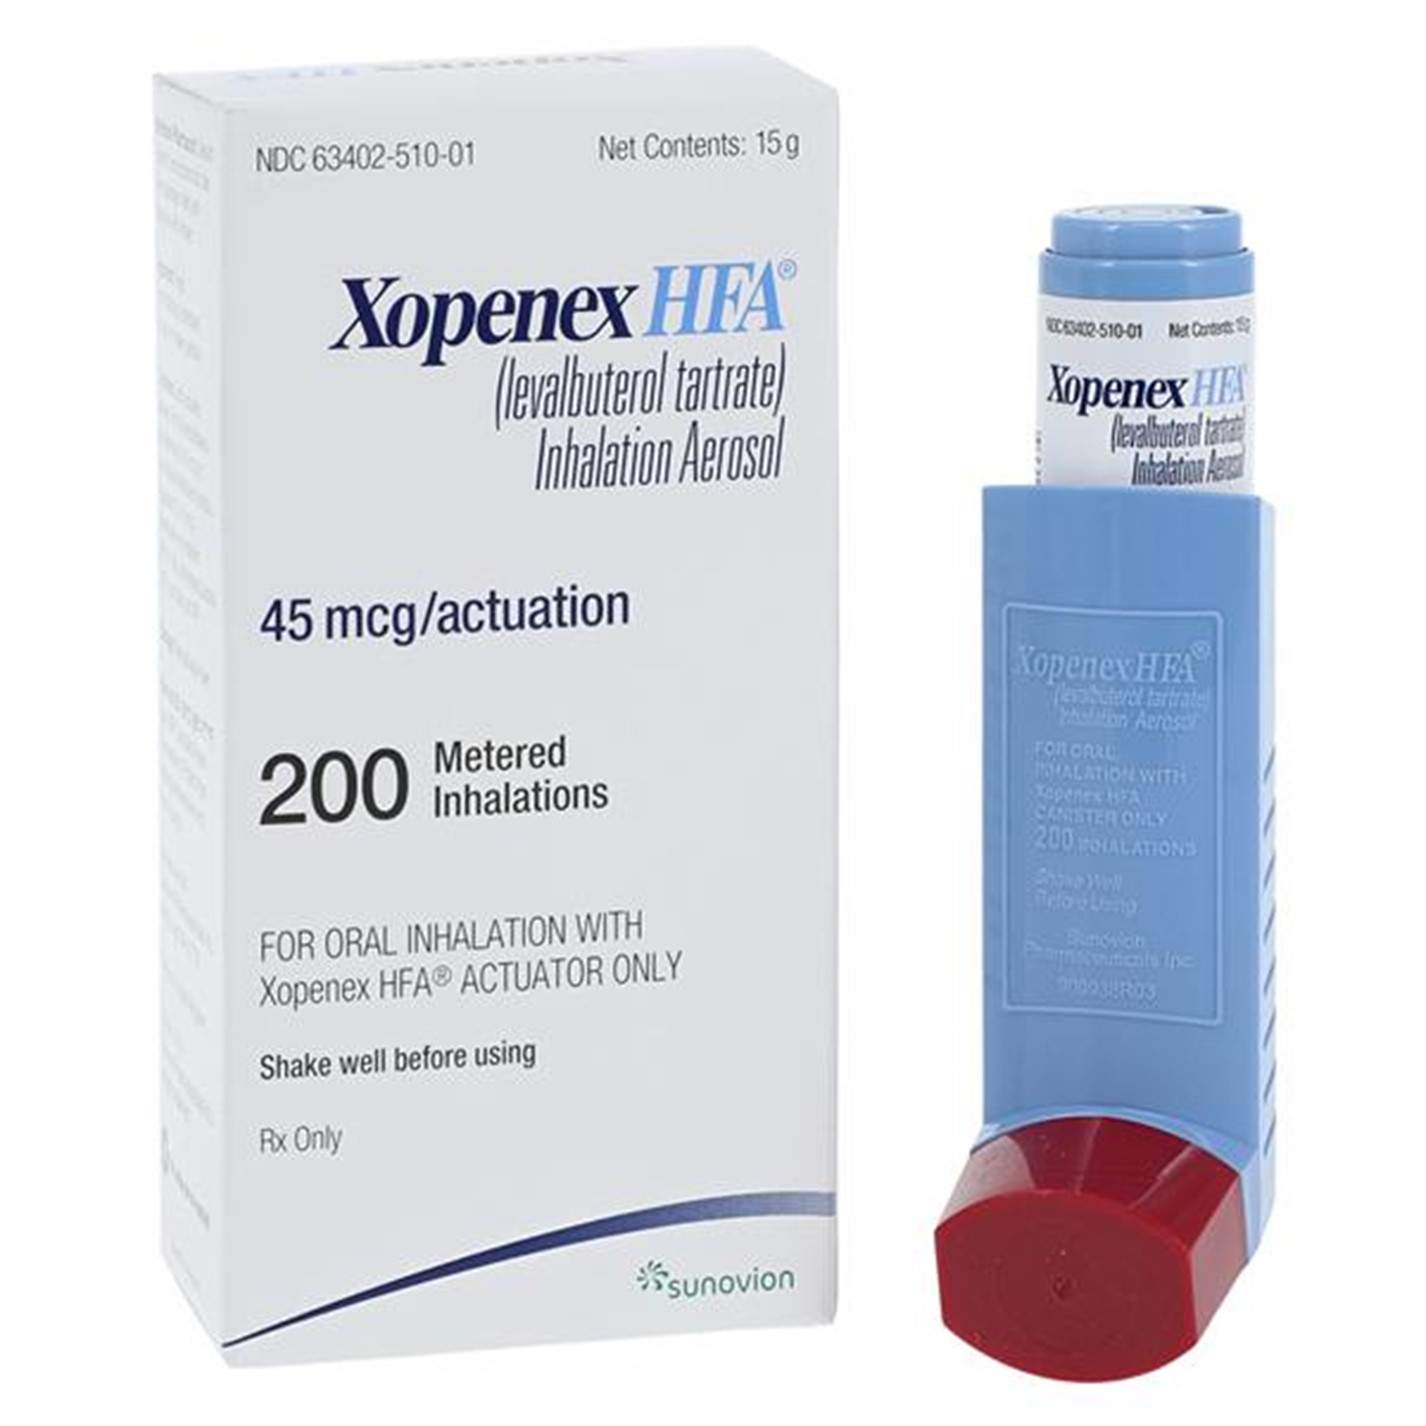 NDC 63402-510-01 Net Contents: 15 g
Xopenex HFA®
(levalbuterol tartrate)
Inhalation Aerosol
45 mcg/actuation
200 Metered
Inhalations
FOR ORAL INHALATION WITH
Xopenex HFA® ACTUATOR ONLY
Shake well before using
Rx Only
sunovion
NDC 63402-510-01 Net Contents: 15g
Xopenex HFA
(levalbuterol tartrate)
Inhalation Aerosol
Xopenex HFA®
(levalbuterol tartrate)
Inhalation Aerosol
FOR ORAL
INHALATION WITH
Xopenex HFA
CANISTER ONLY
200 INHALATIONS
Shake Well
Before Using
Sunovion
Pharmaceuticals Inc.